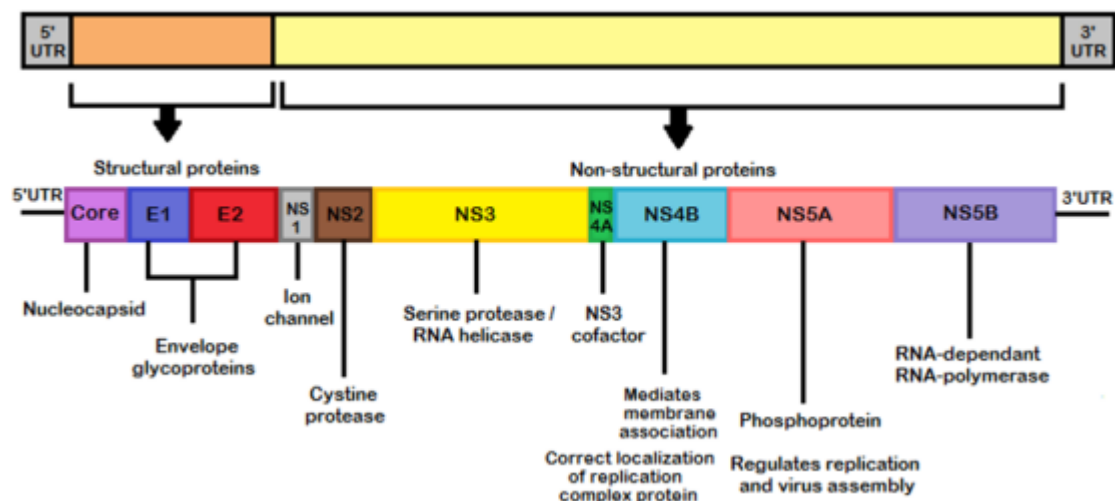 5'
UTR
3'
UTR
Structural proteins
Non-structural proteins
5'UTR
Core
E1
E2
NS
1
NS2
NS3
NS
4A
NS4B
NS5A
NS5B
3'UTR
Nucleocapsid
Envelope
glycoproteins
Ion
channel
Cystine
protease
Serine protease /
RNA helicase
NS3
cofactor
Mediates
membrane
association
Correct localization
of replication
complex protein
Phosphoprotein
Regulates replication
and virus assembly
RNA-dependant
RNA-polymerase